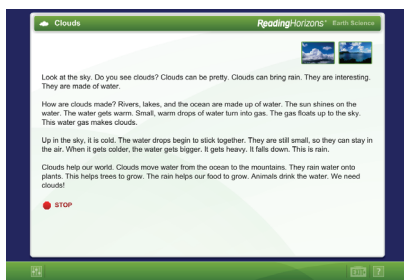 Clouds
ReadingHorizons Earth Science
Look at the sky. Do you see clouds? Clouds can be pretty. Clouds can bring rain. They are interesting.
They are made of water.
How are clouds made? Rivers, lakes, and the ocean are made up of water. The sun shines on the
water. The water gets warm. Small, warm drops of water turn into gas. The gas floats up to the sky.
This water gas makes clouds.
Up in the sky, it is cold. The water drops begin to stick together. They are still small, so they can stay in
the air. When it gets colder, the water gets bigger. It gets heavy. It falls down. This is rain.
Clouds help our world. Clouds move water from the ocean to the mountains. They rain water onto
plants. This helps trees to grow. The rain helps our food to grow. Animals drink the water. We need
clouds!
STOP
?